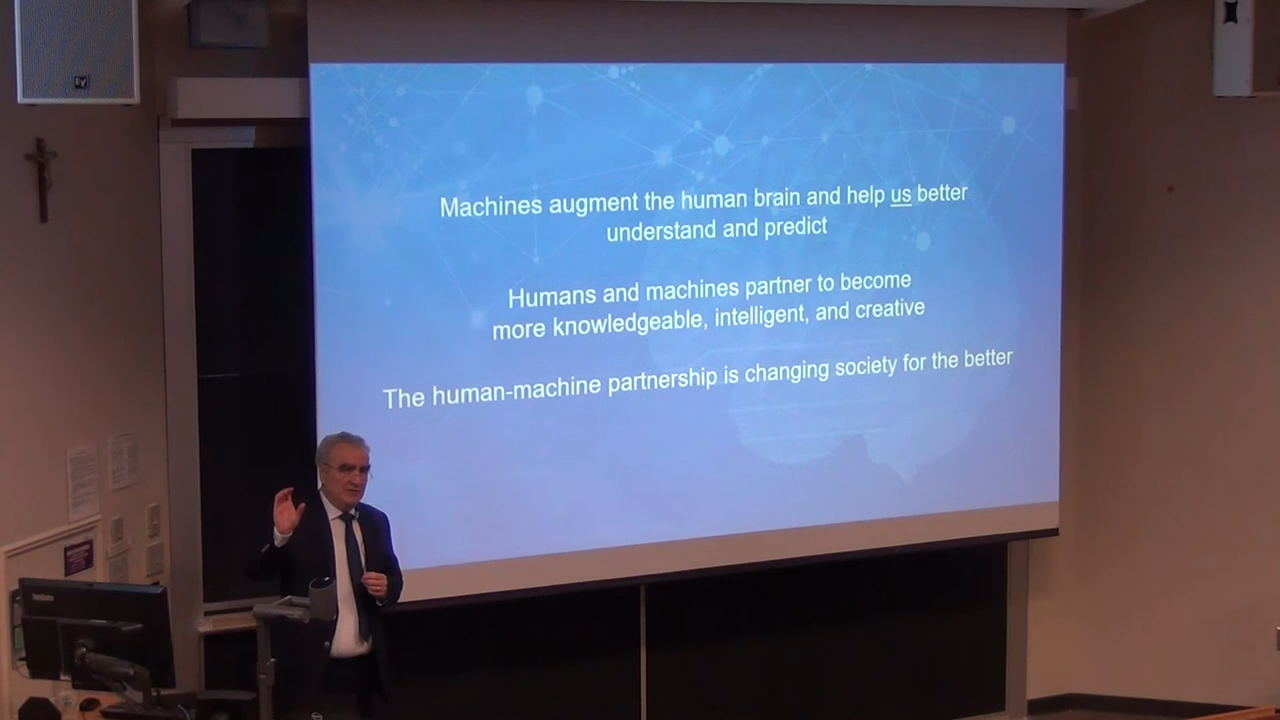 Machines augment the human brain and help us better
understand and predict
Humans and machines partner to become
more knowledgeable, intelligent, and creative
The human-machine partnership is changing society for the better